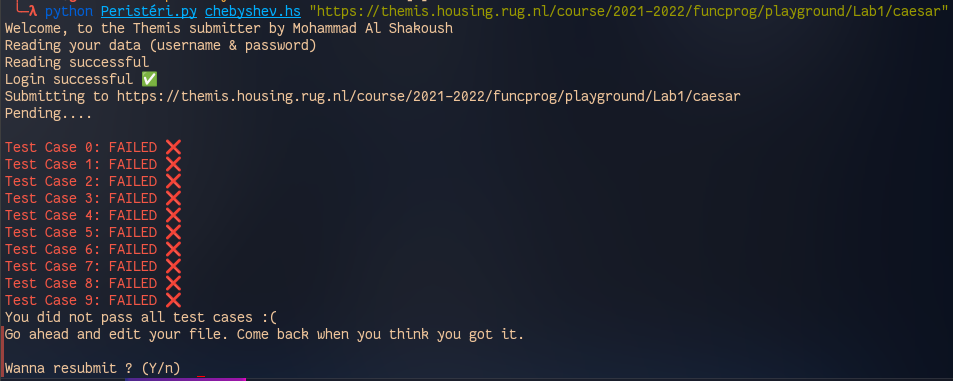 λ python Peristéri.py chebyshev.hs "https://themis.housing.rug.nl/course/2021-2022/funcprog/playground/Lab1/caesar"
Welcome, to the Themis submitter by Mohammad Al Shakoush
Reading your data (username & password)
Reading successful
Login successful ✅
Submitting to https://themis.housing.rug.nl/course/2021-2022/funcprog/playground/Lab1/caesar
Pending....
Test Case 0: FAILED ❌
Test Case 1: FAILED ❌
Test Case 2: FAILED ❌
Test Case 3: FAILED ❌
Test Case 4: FAILED ❌
Test Case 5: FAILED ❌
Test Case 6: FAILED ❌
Test Case 7: FAILED ❌
Test Case 8: FAILED ❌
Test Case 9: FAILED ❌
You did not pass all test cases :(
Go ahead and edit your file. Come back when you think you got it.
Wanna resubmit ? (Y/n)